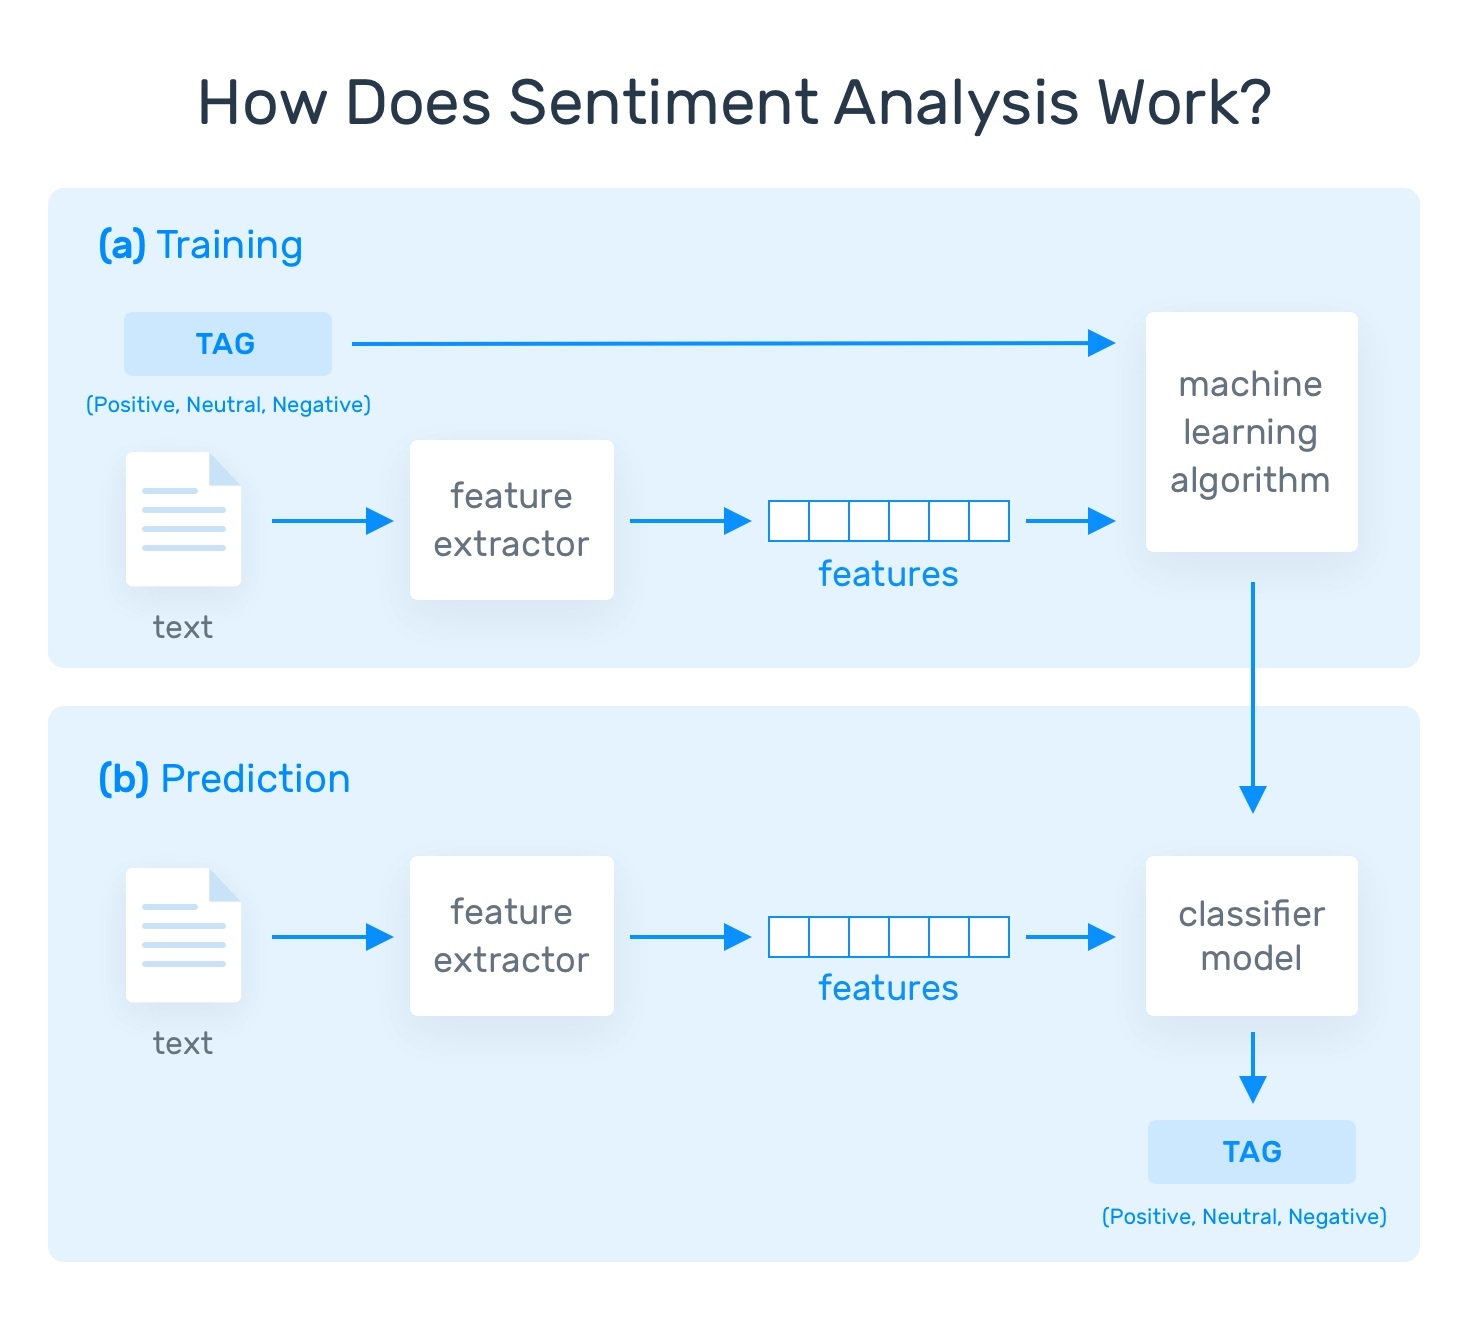 How Does Sentiment Analysis Work?
(a) Training
TAG
(Positive, Neutral, Negative)
text
feature
extractor
features
machine
learning
algorithm
(b) Prediction
text
feature
extractor
features
classifier
model
TAG
(Positive, Neutral, Negative)